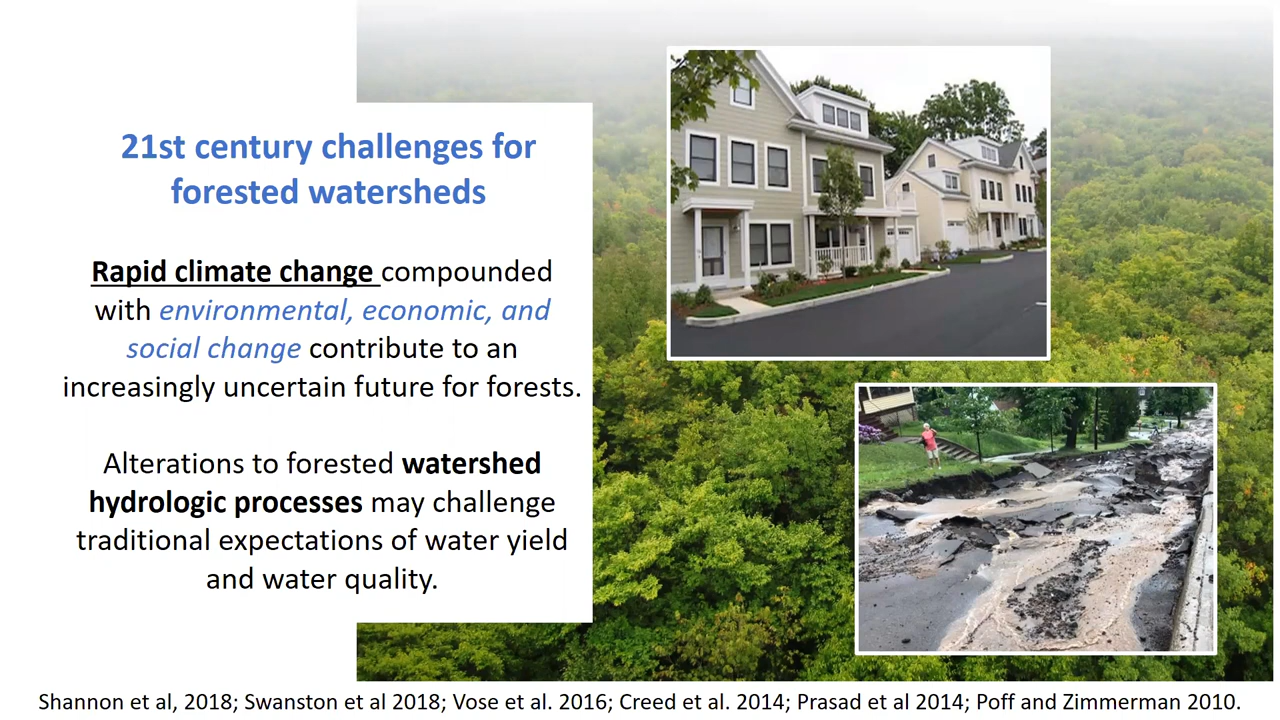 21st century challenges for
forested watersheds
Rapid climate change compounded
with environmental, economic, and
social change contribute to an
increasingly uncertain future for forests.
Alterations to forested watershed
hydrologic processes may challenge
traditional expectations of water yield
and water quality.
Shannon et al, 2018; Swanston et al 2018; Vose et al. 2016; Creed et al. 2014; Prasad et al 2014; Poff and Zimmerman 2010.